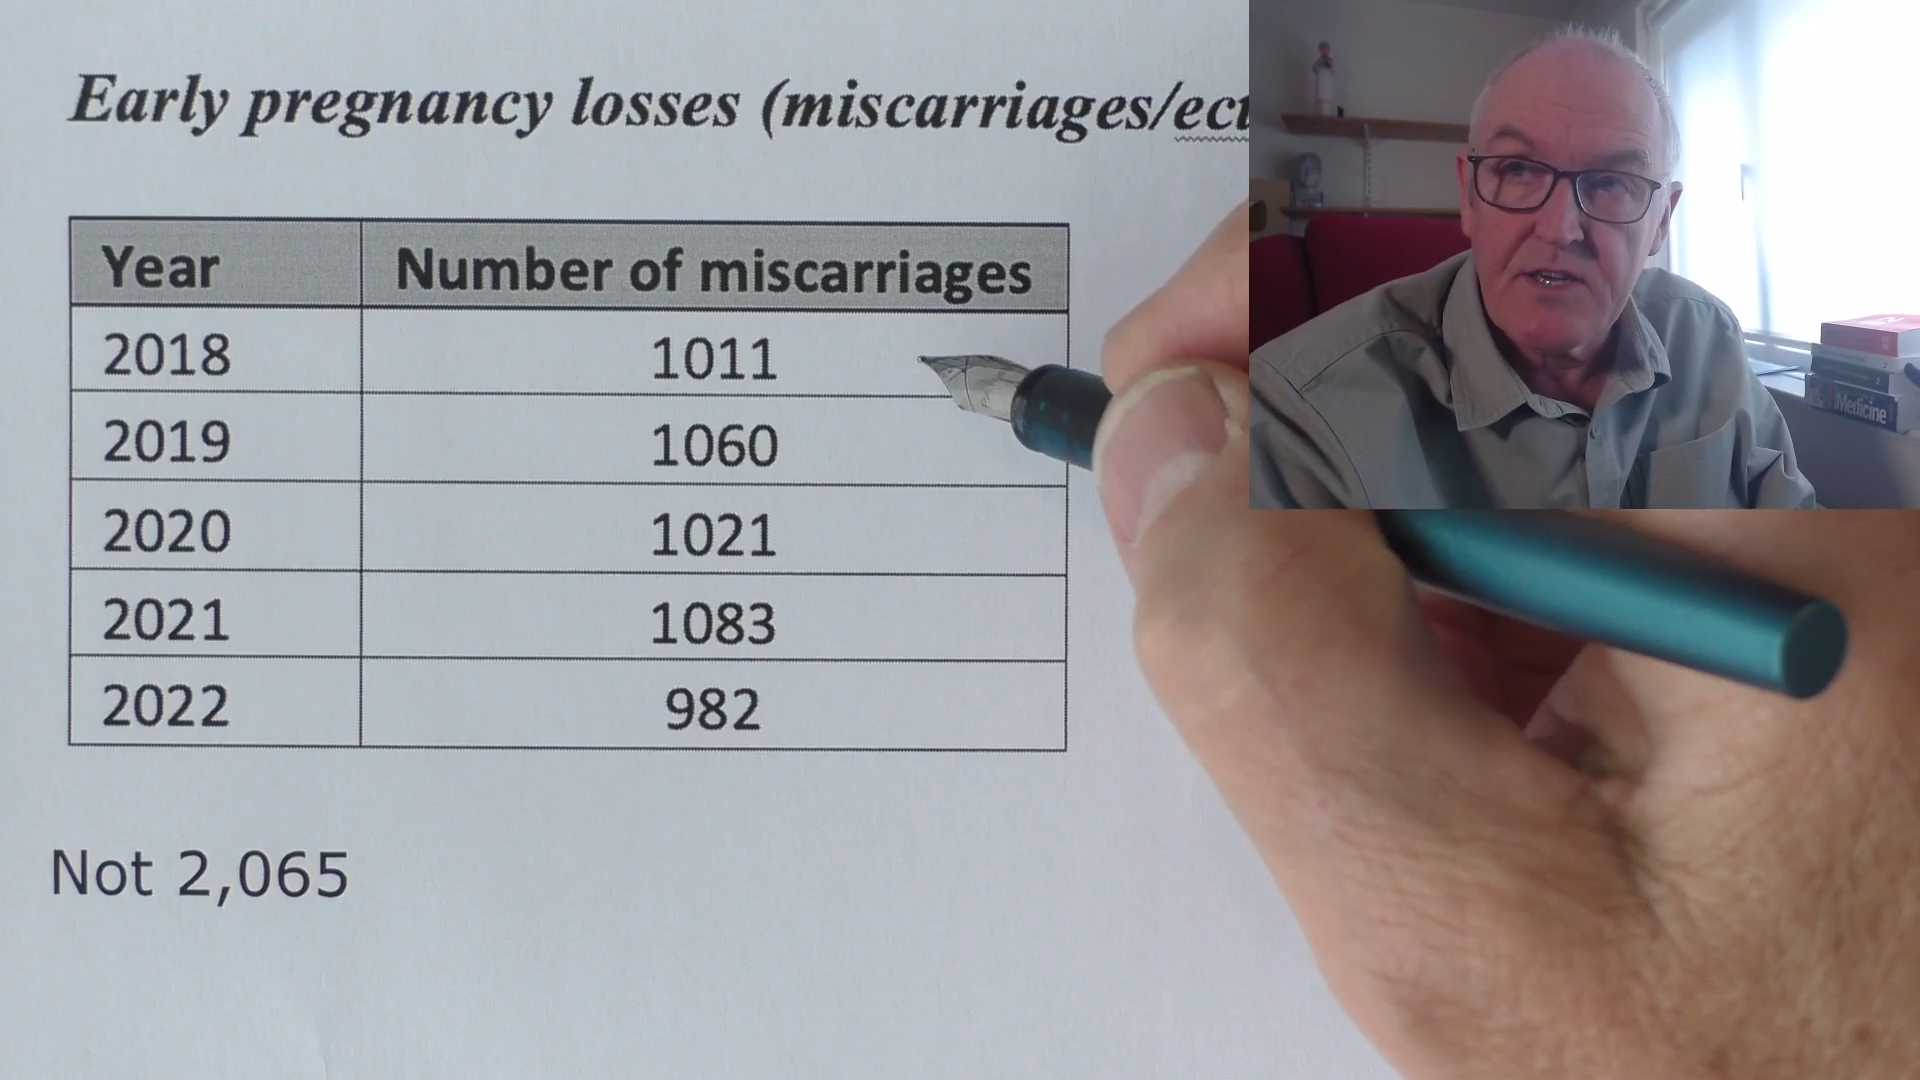 Early pregnancy losses (miscarriages/
Year Number of miscarriages
2018 1011
2019 1060
2020 1021
2021 1083
2022 982
Not 2,065
Medicine